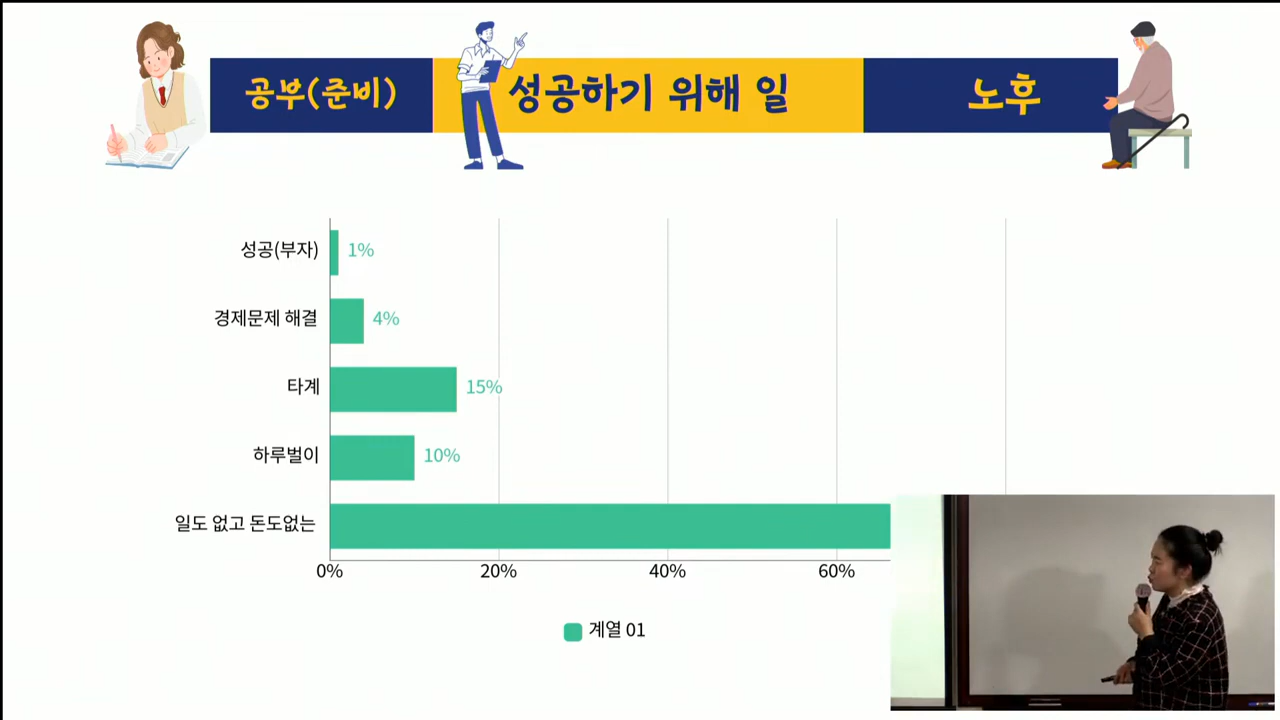 공부(준비)
성공하기 위해 일
노후
성공(부자)
1%
경제문제 해결
4%
타계
15%
하루벌이
10%
일도 없고 돈도없는
0%
20%
40%
60%
계열 01